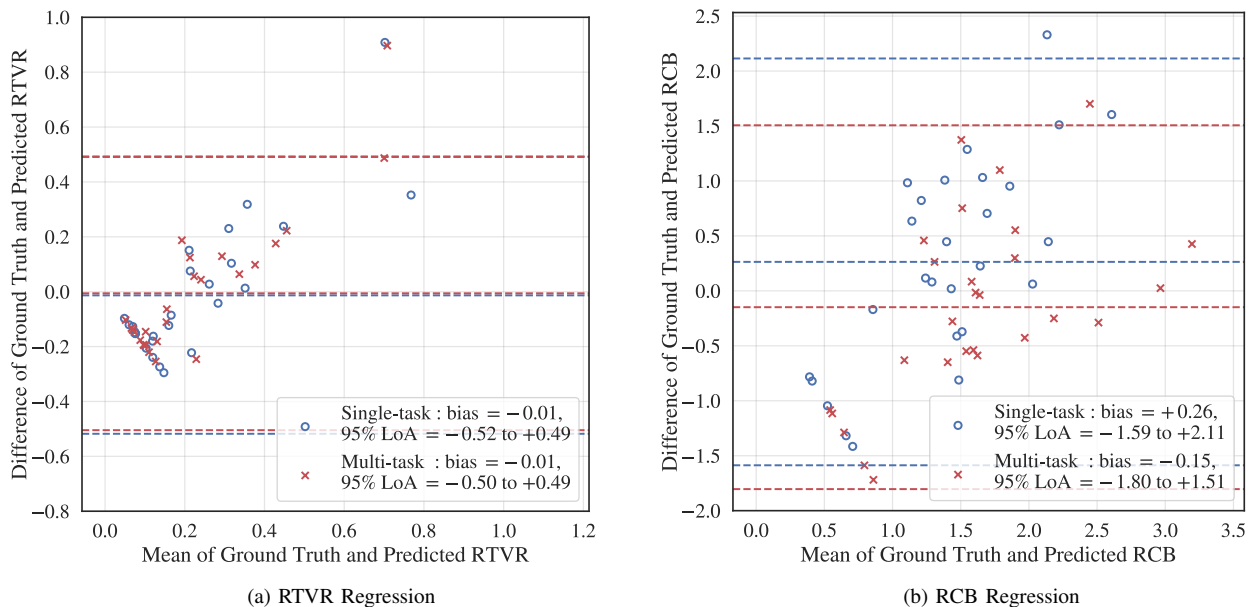 1.0
0.8
0.6
0.4
0.2
0.0
−0.2
−0.4
−0.6
−0.8
Difference of Ground Truth and Predicted RTVR
Single-task : bias = −0.01,
95% LoA = −0.52 to +0.49
Multi-task : bias = −0.01,
95% LoA = −0.50 to +0.49
0.0 0.2 0.4 0.6 0.8 1.0 1.2
Mean of Ground Truth and Predicted RTVR
(a) RTVR Regression
2.5
2.0
1.5
1.0
0.5
0.0
−0.5
−1.0
−1.5
−2.0
Difference of Ground Truth and Predicted RCB
Single-task : bias = +0.26,
95% LoA = −1.59 to +2.11
Multi-task : bias = −0.15,
95% LoA = −1.80 to +1.51
0.0 0.5 1.0 1.5 2.0 2.5 3.0 3.5
Mean of Ground Truth and Predicted RCB
(b) RCB Regression